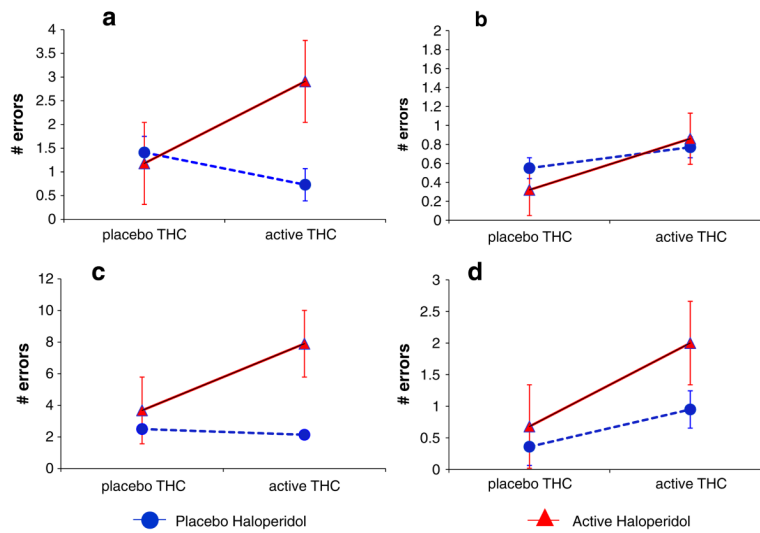 a
4
3.5
3
2.5
2
1.5
1
0.5
0
# errors
placebo THC active THC
b
2
1.8
1.6
1.4
1.2
1
0.8
0.6
0.4
0.2
0
# errors
placebo THC active THC
c
12
10
8
6
4
2
0
# errors
placebo THC active THC
d
3
2.5
2
1.5
1
0.5
0
# errors
placebo THC active THC
Placebo Haloperidol Active Haloperidol